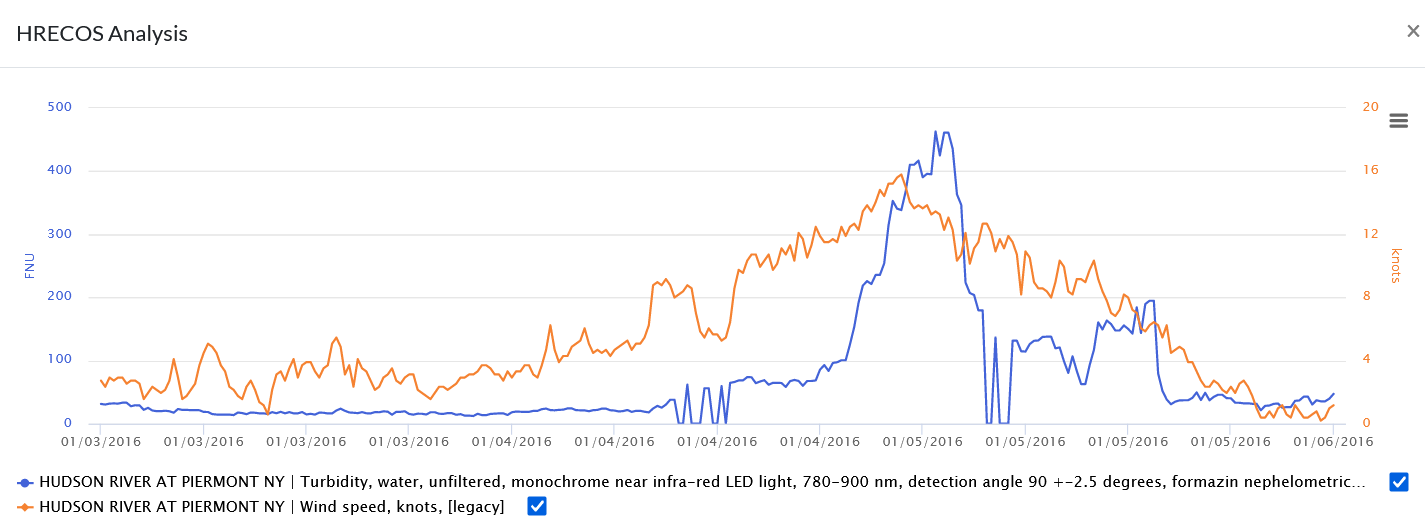 HRECOS Analysis ×
500 20
400 16
300 12
FNU knots
200 8
100 4
0 0
01/03/2016 01/03/2016 01/03/2016 01/03/2016 01/04/2016 01/04/2016 01/04/2016 01/04/2016 01/05/2016 01/05/2016 01/05/2016 01/05/2016 01/06/2016
HUDSON RIVER AT PIERMONT NY | Turbidity, water, unfiltered, monochrome near infra-red LED light, 780-900 nm, detection angle 90 +-2.5 degrees, formazin nephelometric...
HUDSON RIVER AT PIERMONT NY | Wind speed, knots, [legacy]